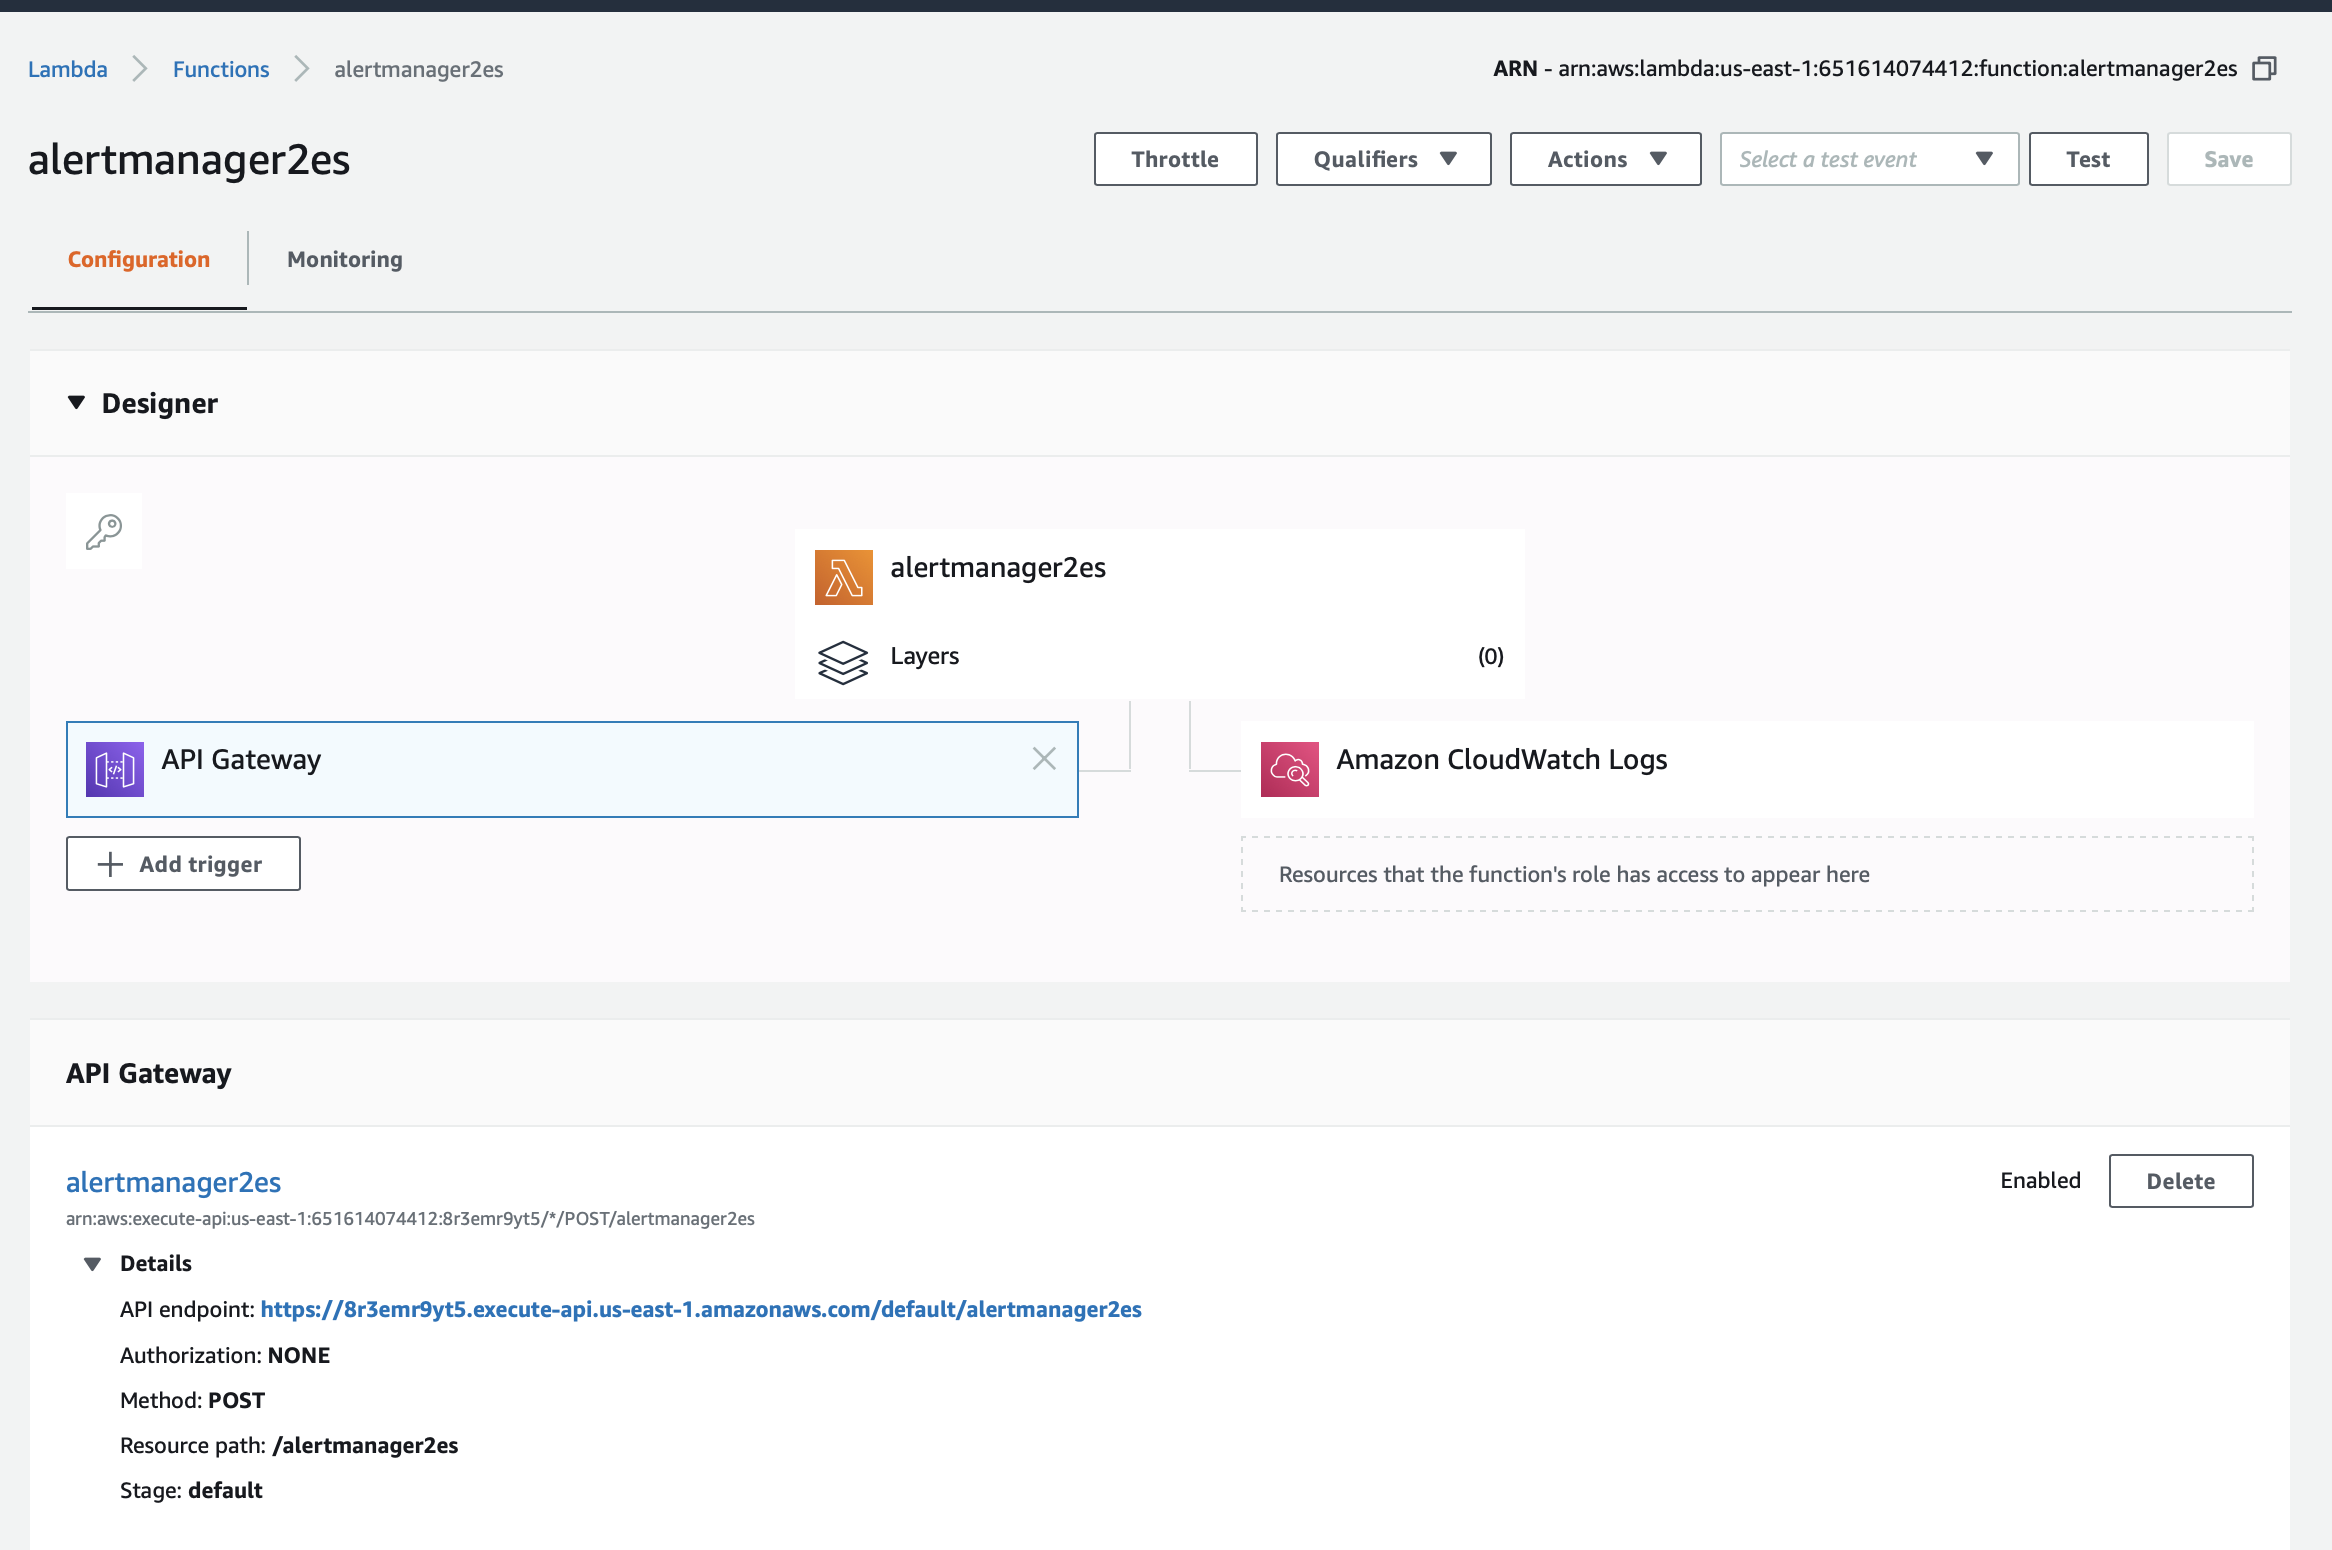 Lambda Functions alertmanager2es
ARN - arn:aws:lambda:us-east-1:651614074412:function:alertmanager2es
alertmanager2es
Throttle Qualifiers Actions Select a test event Test Save
Configuration Monitoring
Designer
alertmanager2es
Layers (0)
API Gateway
Amazon CloudWatch Logs
Add trigger
Resources that the function's role has access to appear here
API Gateway
alertmanager2es
Enabled Delete
arn:aws:execute-api:us-east-1:651614074412:8r3emr9yt5/*/POST/alertmanager2es
Details
API endpoint: https://8r3emr9yt5.execute-api.us-east-1.amazonaws.com/default/alertmanager2es
Authorization: NONE
Method: POST
Resource path: /alertmanager2es
Stage: default